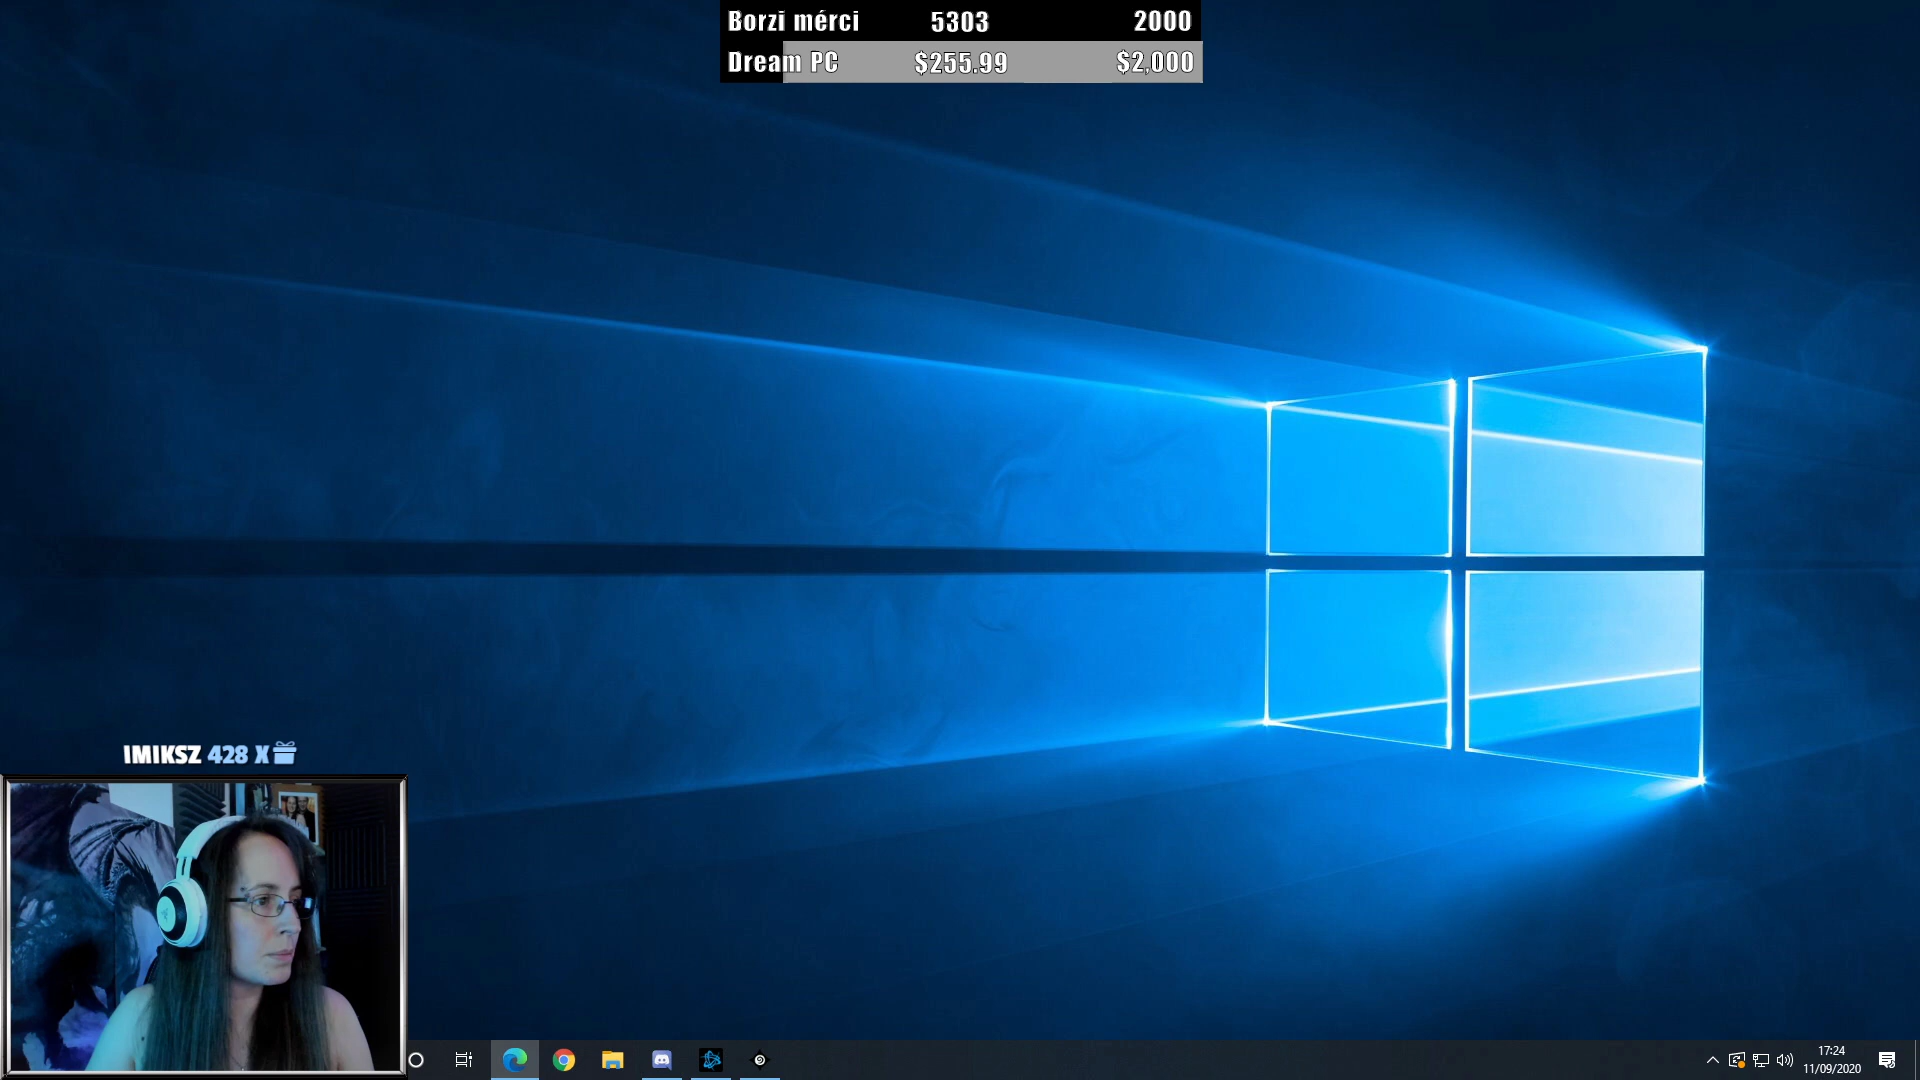 Borzi mérci 5303 2000
Dream PC $255.99 $2,000
IMIKSZ 428 X
17:24
11/09/2020